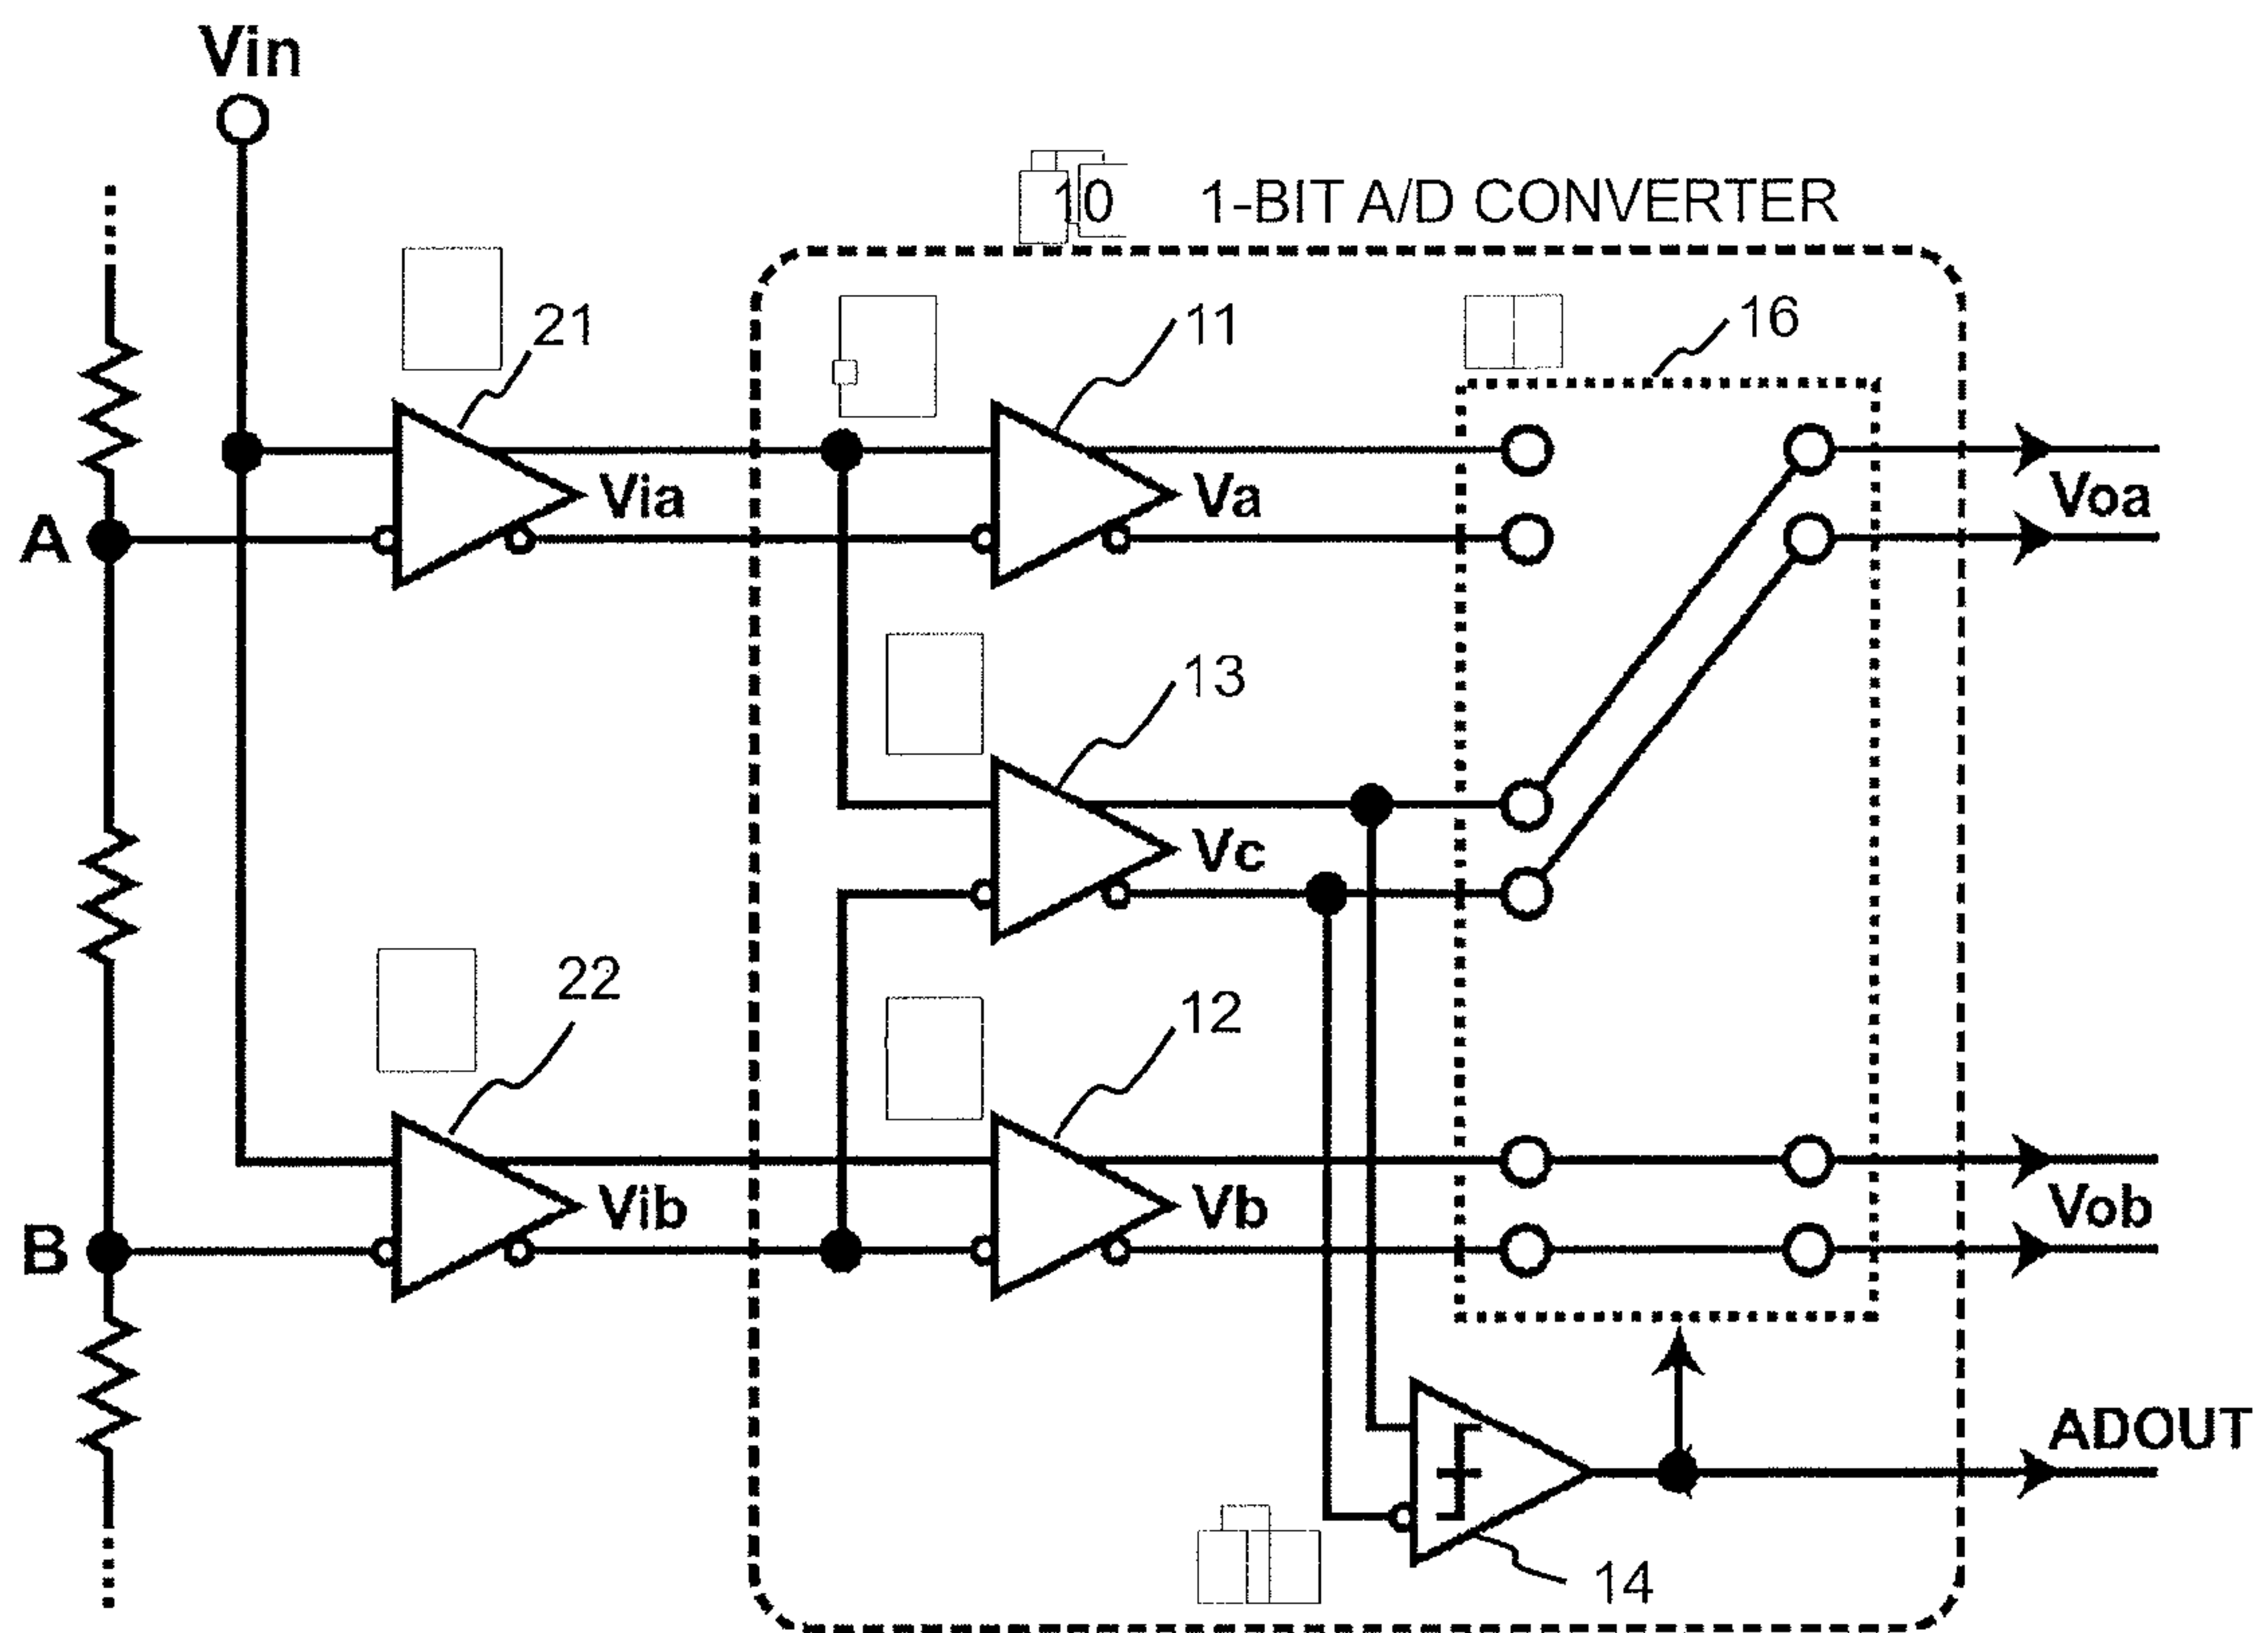 Vin
10 1-BIT A/D CONVERTER
21
11
16
Via
Va
Voa
A
13
Vc
22
12
Vib
Vb
Vob
B
ADOUT
14